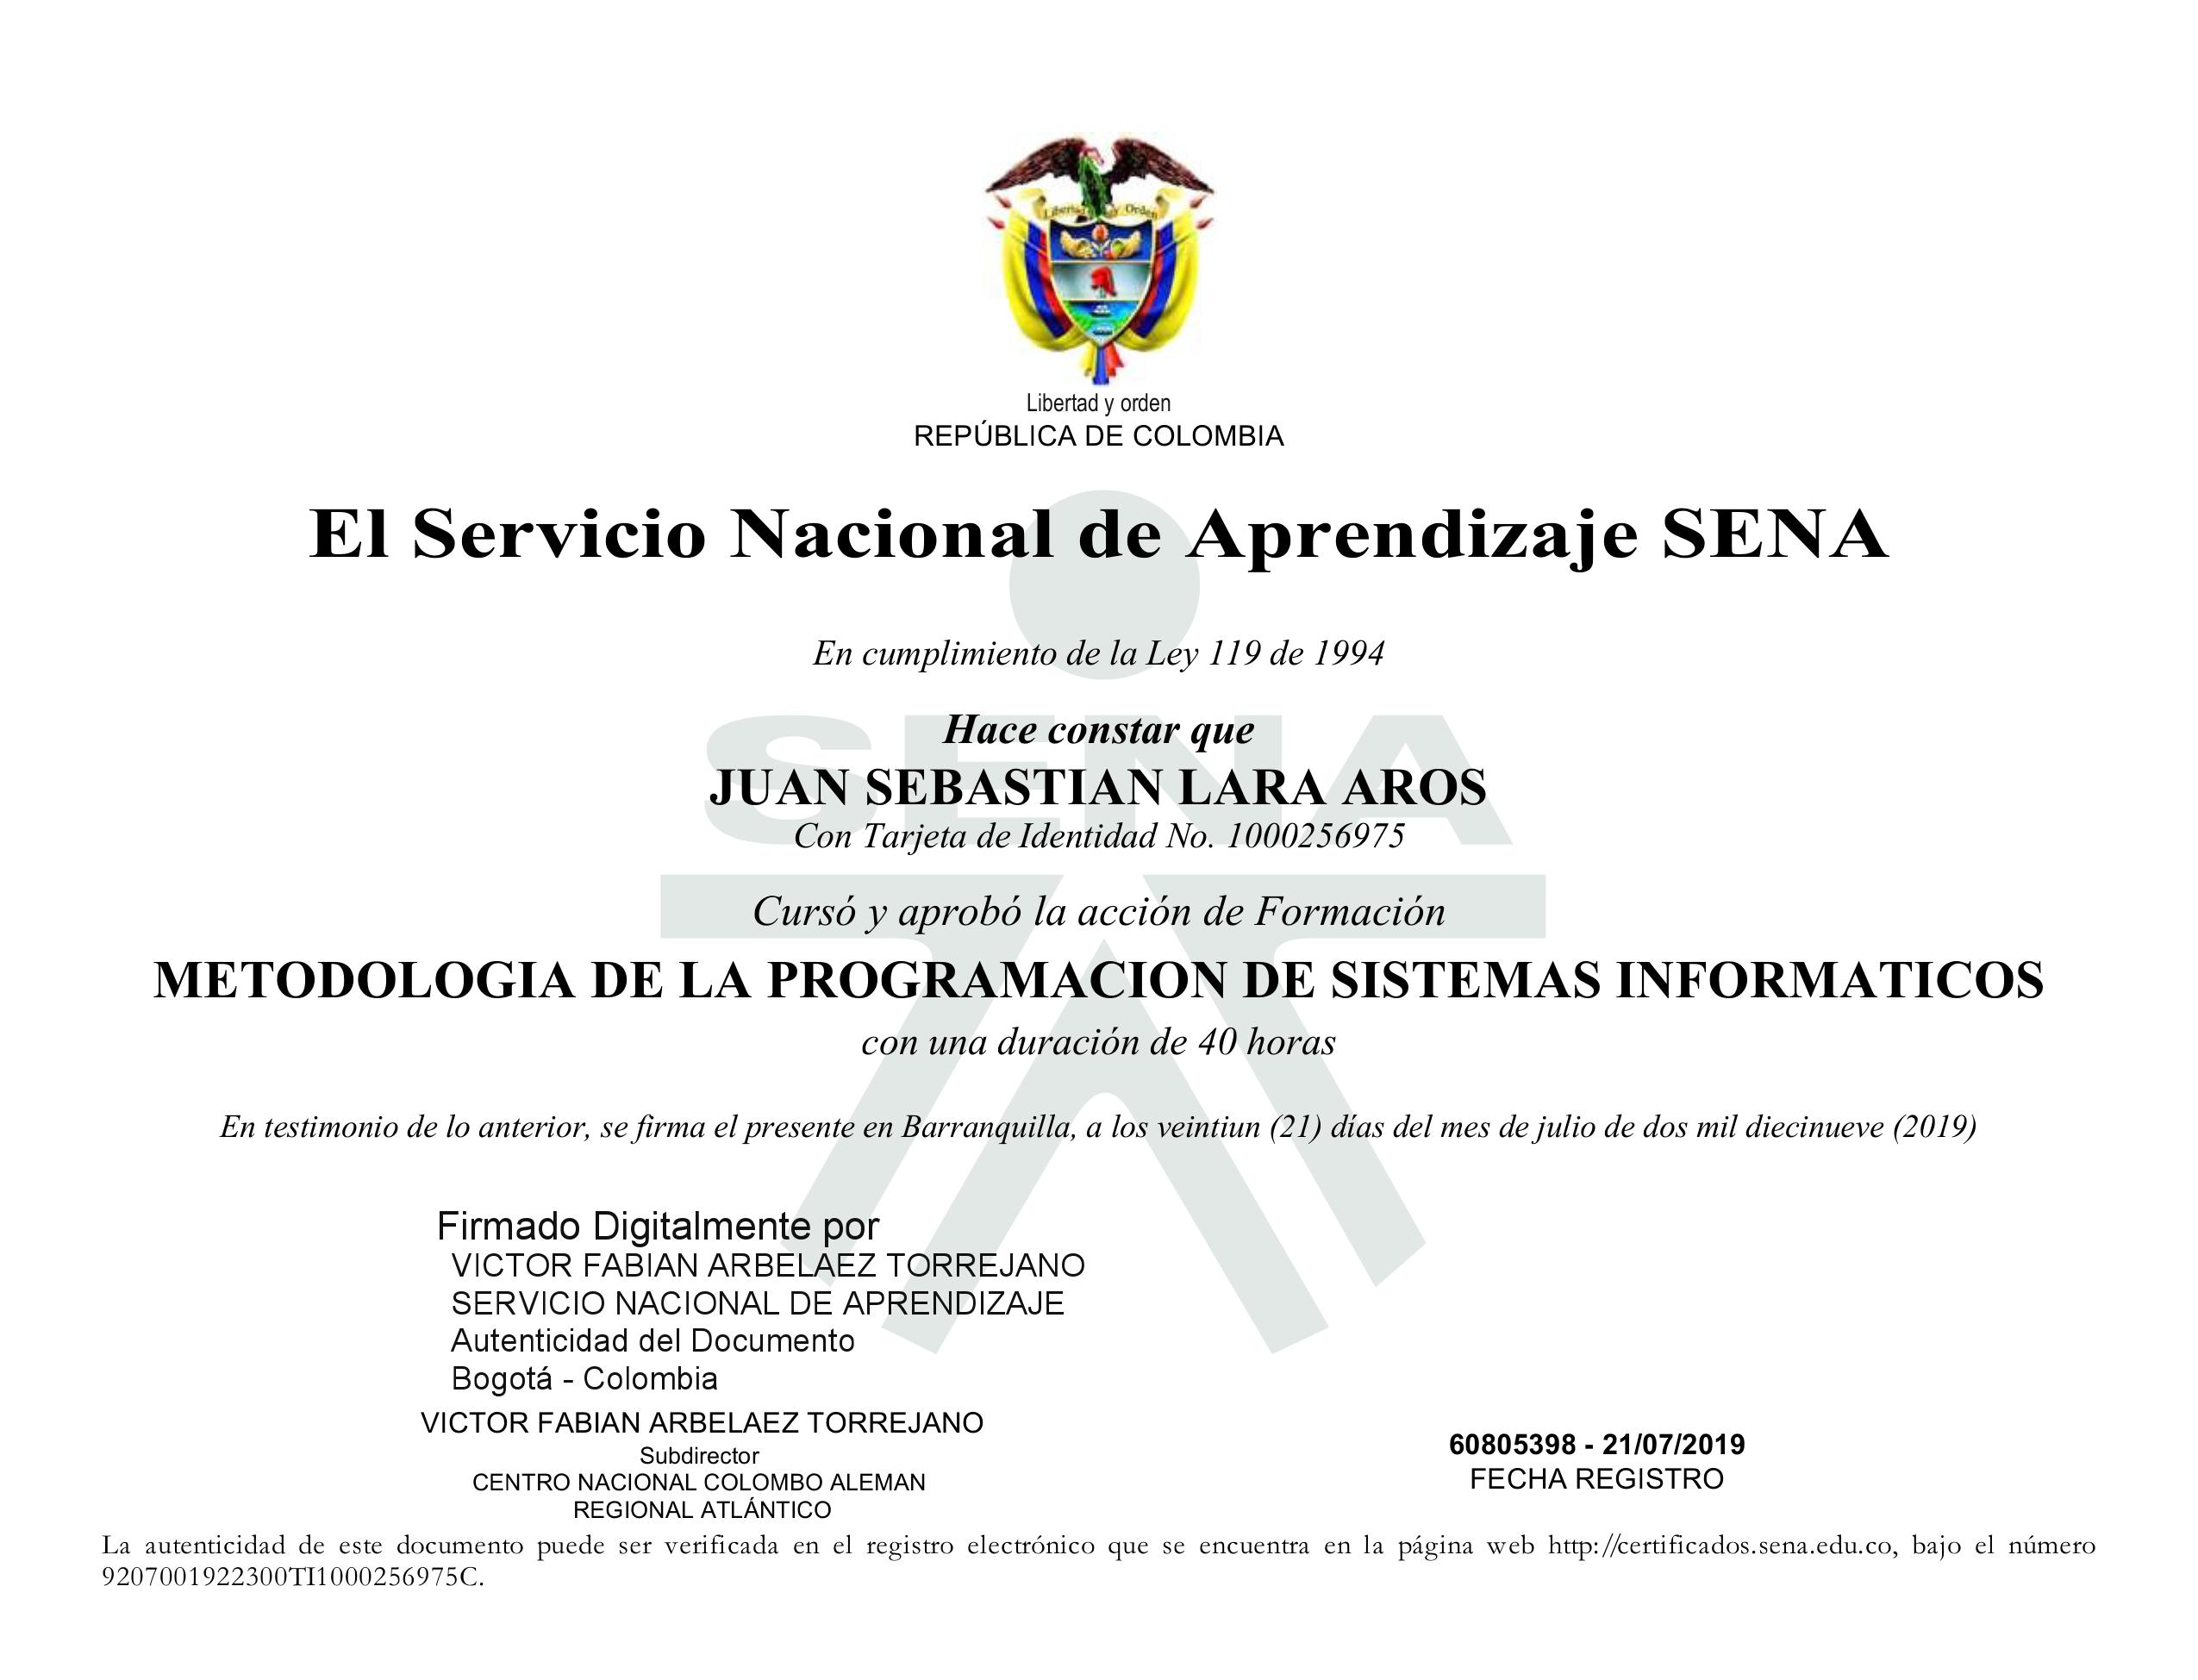 Libertad y Orden
Libertad y orden
REPÚBLICA DE COLOMBIA
El Servicio Nacional de Aprendizaje SENA
En cumplimiento de la Ley 119 de 1994
SENA
Hace constar que
JUAN SEBASTIAN LARA AROS
Con Tarjeta de Identidad No. 1000256975
Cursó y aprobó la acción de Formación
METODOLOGIA DE LA PROGRAMACION DE SISTEMAS INFORMATICOS
con una duración de 40 horas
En testimonio de lo anterior, se firma el presente en Barranquilla, a los veintiun (21) días del mes de julio de dos mil diecinueve (2019)
Firmado Digitalmente por
VICTOR FABIAN ARBELAEZ TORREJANO
SERVICIO NACIONAL DE APRENDIZAJE
Autenticidad del Documento
Bogotá - Colombia
VICTOR FABIAN ARBELAEZ TORREJANO
Subdirector
CENTRO NACIONAL COLOMBO ALEMAN
REGIONAL ATLÁNTICO
60805398 - 21/07/2019
FECHA REGISTRO
La autenticidad de este documento puede ser verificada en el registro electrónico que se encuentra en la página web http://certificados.sena.edu.co, bajo el número
9207001922300TI1000256975C.